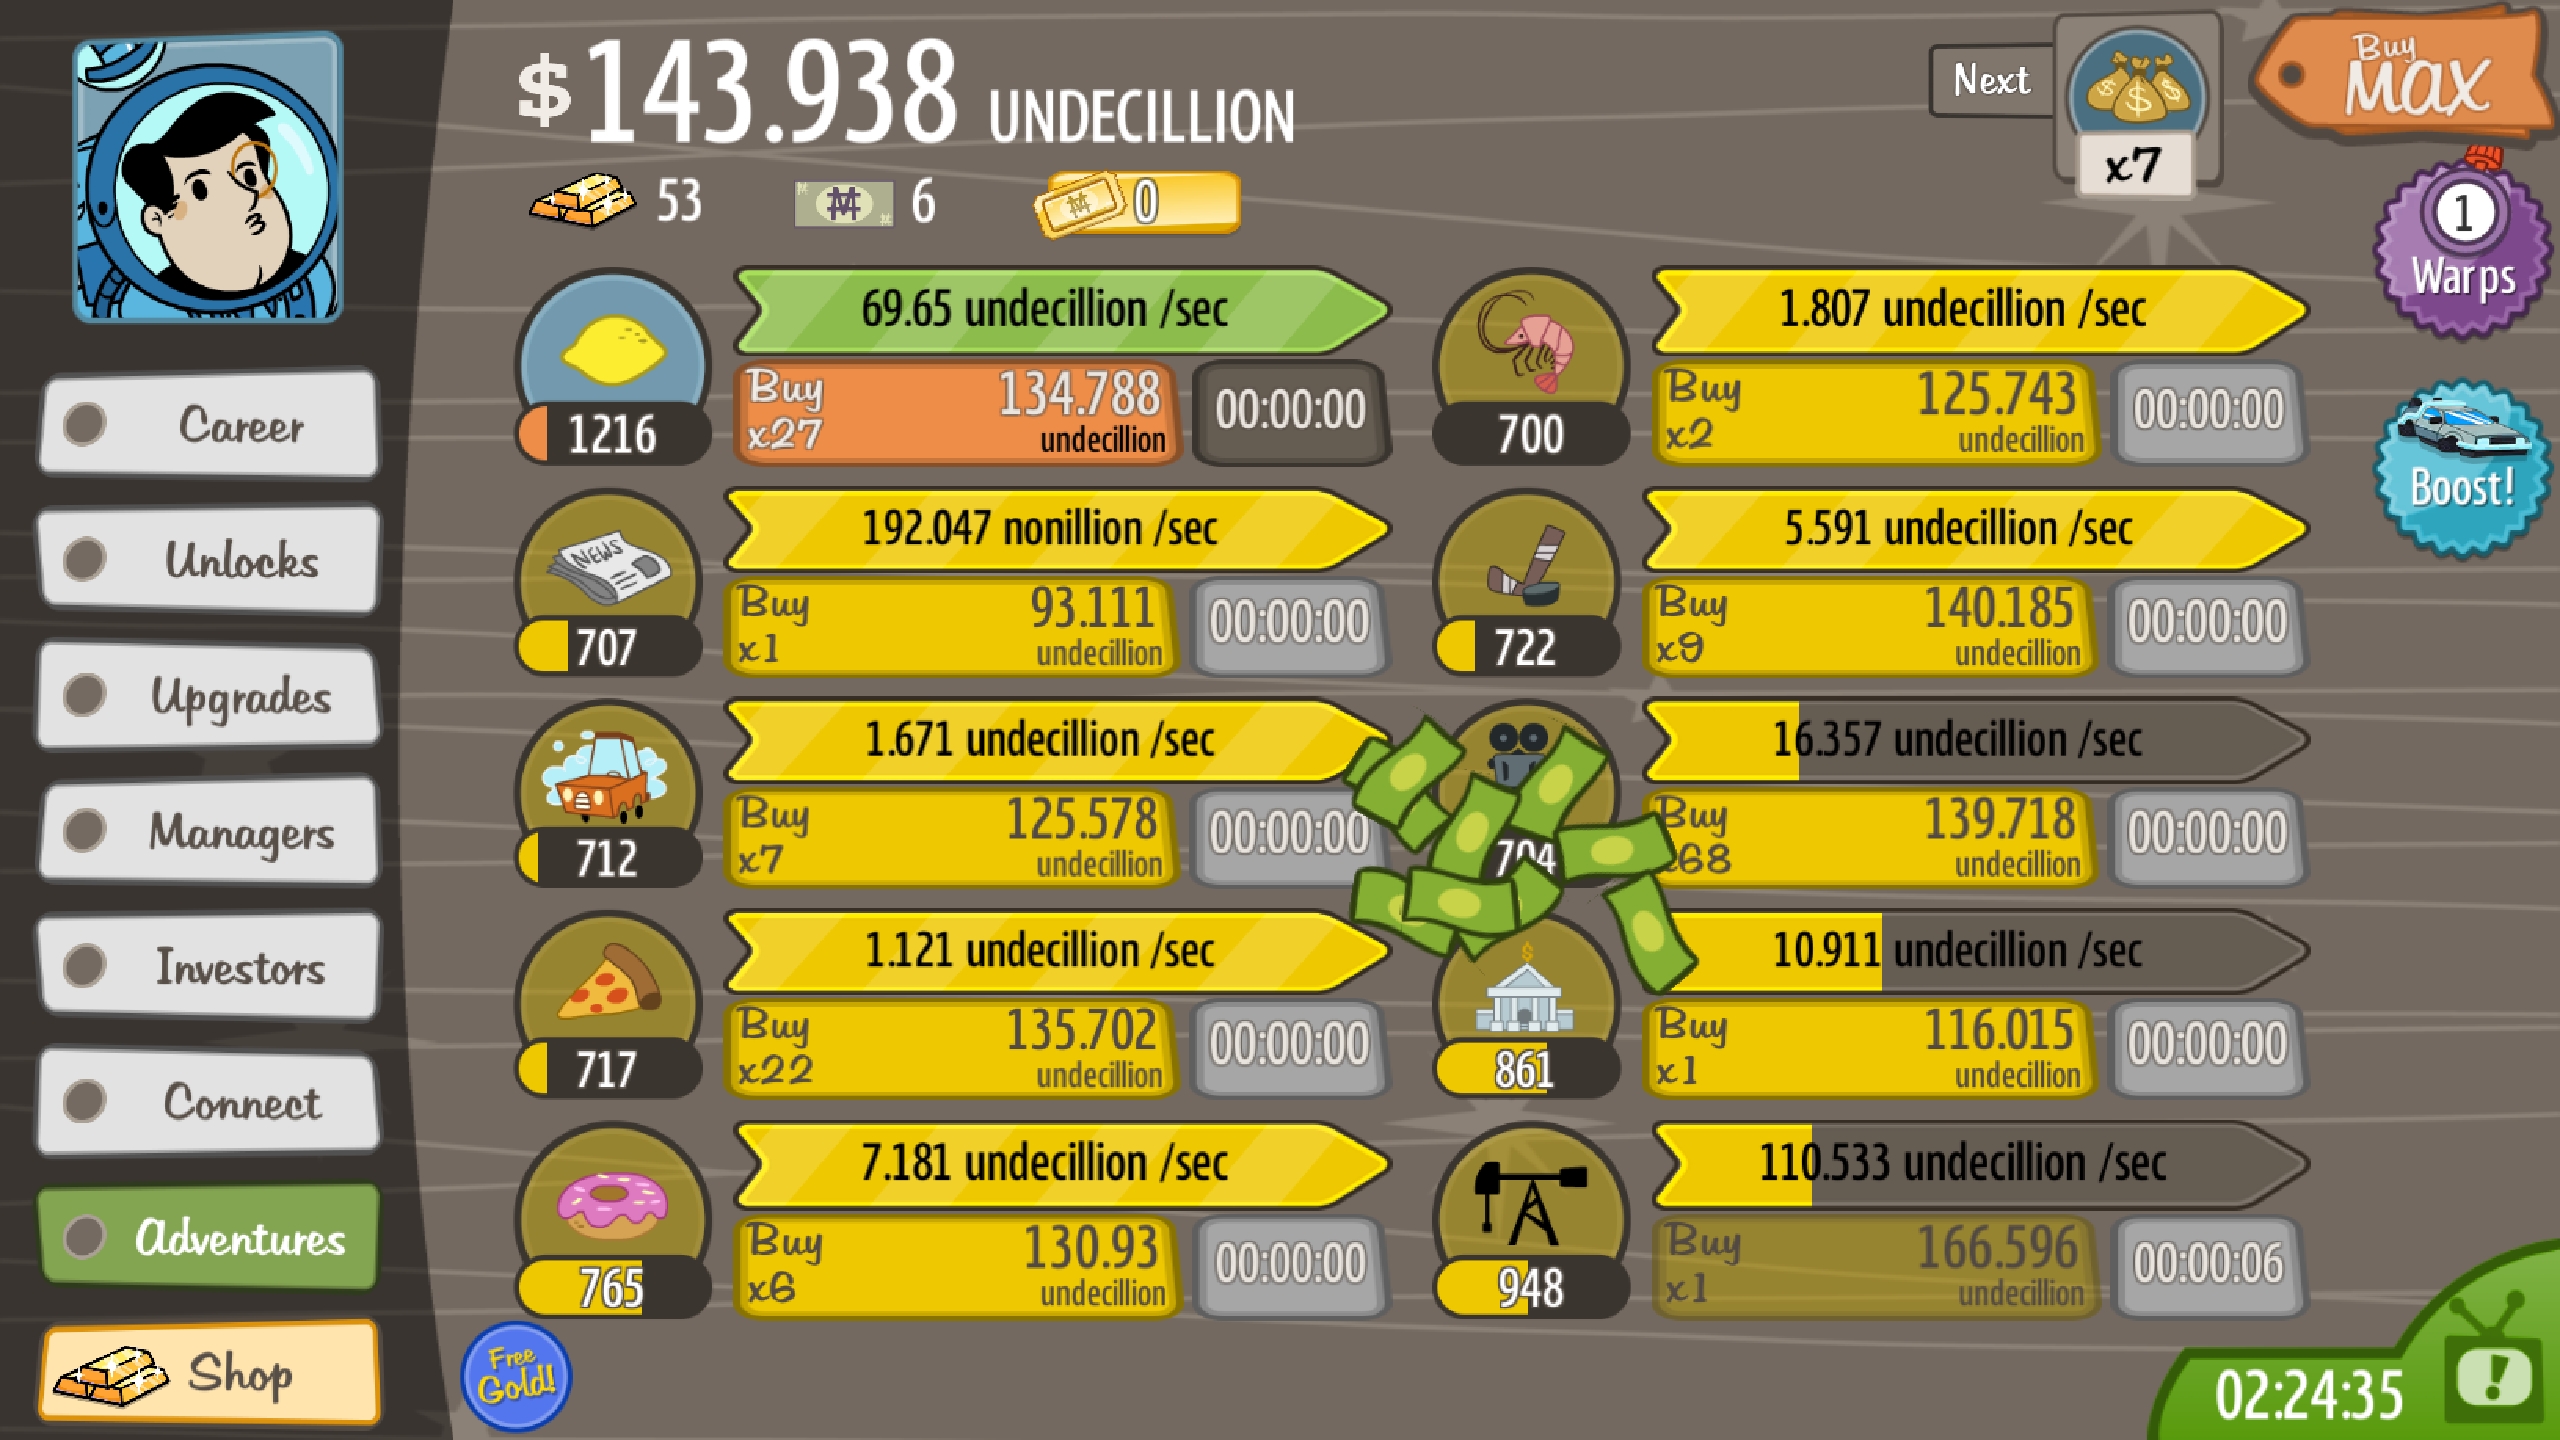 $143.938 UNDECILLION
53
6
0
Next
x7
Buy
MAX
1
Warps
Boost!
Career
Unlocks
Upgrades
Managers
Investors
Connect
Adventures
Shop
69.65 undecillion /sec
1216
Buy 134.788
x27 undecillion
00:00:00
NEWS
192.047 nonillion /sec
707
Buy 93.111
x1 undecillion
00:00:00
1.671 undecillion /sec
712
Buy 125.578
x7 undecillion
00:00:00
1.121 undecillion /sec
717
Buy 135.702
x22 undecillion
00:00:00
7.181 undecillion /sec
765
Buy 130.93
x6 undecillion
00:00:00
1.807 undecillion /sec
700
Buy 125.743
x2 undecillion
00:00:00
5.591 undecillion /sec
722
Buy 140.185
x9 undecillion
00:00:00
16.357 undecillion /sec
704
Buy 139.718
x68 undecillion
00:00:00
10.911 undecillion /sec
861
Buy 116.015
x1 undecillion
00:00:00
110.533 undecillion /sec
948
Buy 166.596
x1 undecillion
00:00:06
Free
Gold!
02:24:35
!